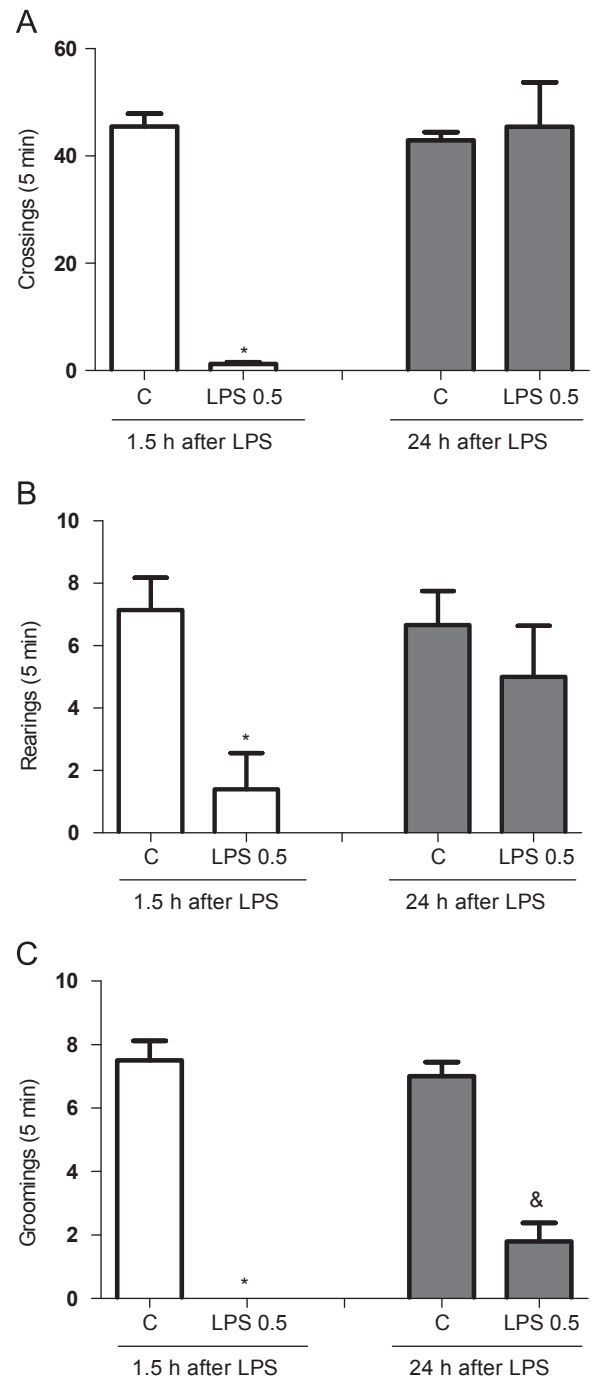 A
60
40
20
0
Crossings (5 min)
*
C
LPS 0.5
C
LPS 0.5
1.5 h after LPS
24 h after LPS
B
10
8
6
4
2
0
Rearings (5 min)
*
C
LPS 0.5
C
LPS 0.5
1.5 h after LPS
24 h after LPS
C
10
8
6
4
2
0
Groomings (5 min)
*
&
C
LPS 0.5
C
LPS 0.5
1.5 h after LPS
24 h after LPS